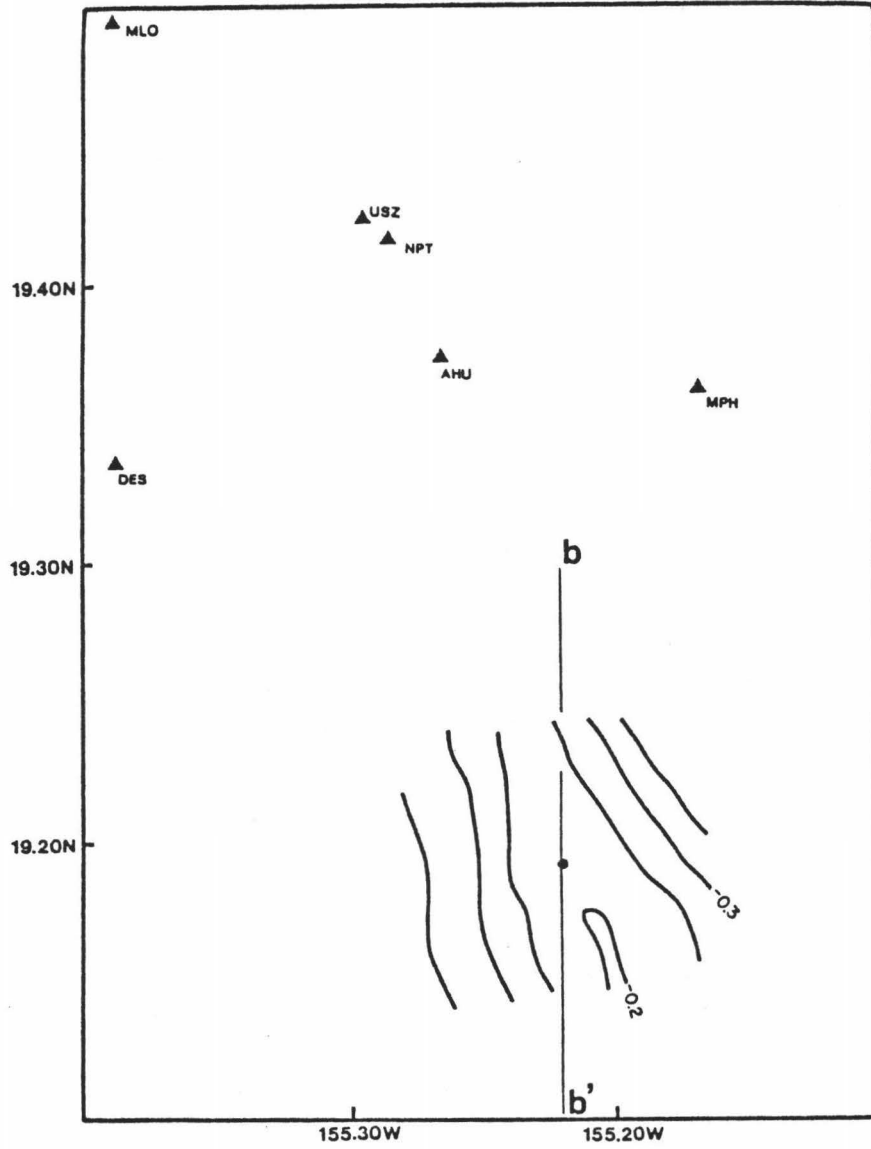 MLO
USZ
NPT
19.40N
AHU
MPH
DES
19.30N
b
19.20N
-0.3
-0.2
b'
155.30W
155.20W